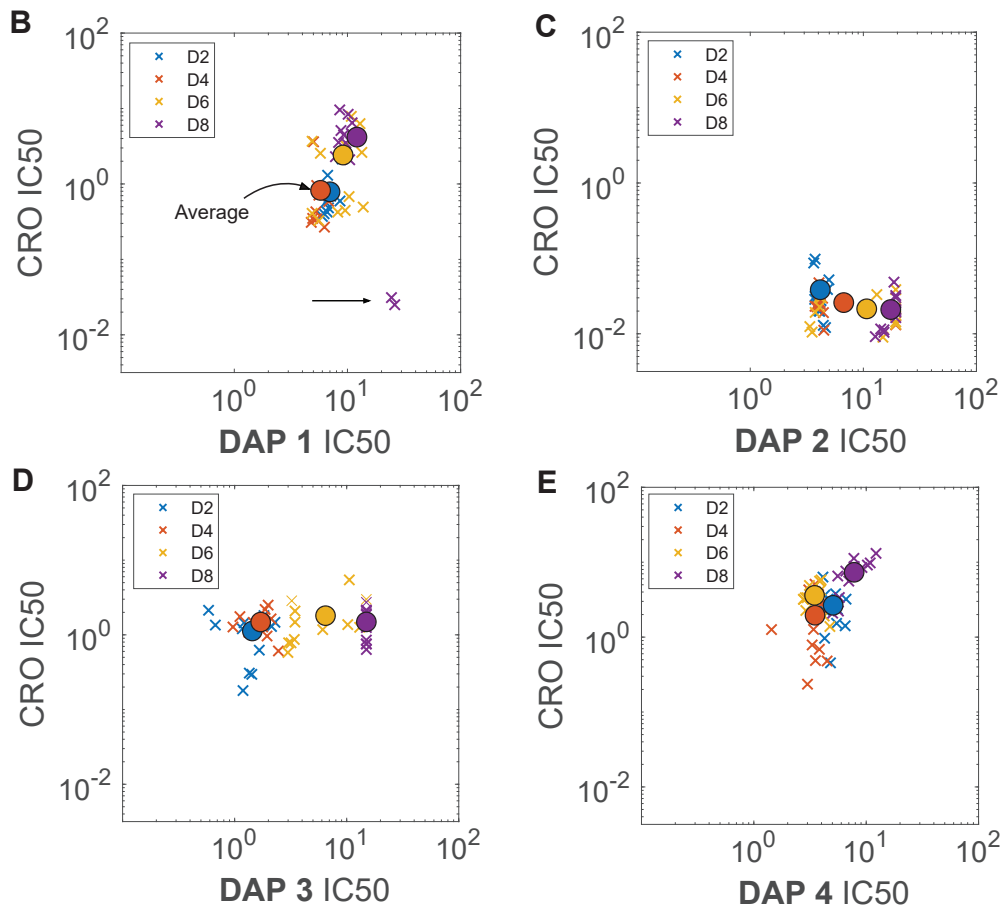 B
10^2
10^0
10^-2
CRO IC50
D2
D4
D6
D8
Average
10^0
10^1
10^2
DAP 1 IC50
C
10^2
10^0
10^-2
CRO IC50
D2
D4
D6
D8
10^0
10^1
10^2
DAP 2 IC50
D
10^2
10^0
10^-2
CRO IC50
D2
D4
D6
D8
10^0
10^1
10^2
DAP 3 IC50
E
10^2
10^0
10^-2
CRO IC50
D2
D4
D6
D8
10^0
10^1
10^2
DAP 4 IC50